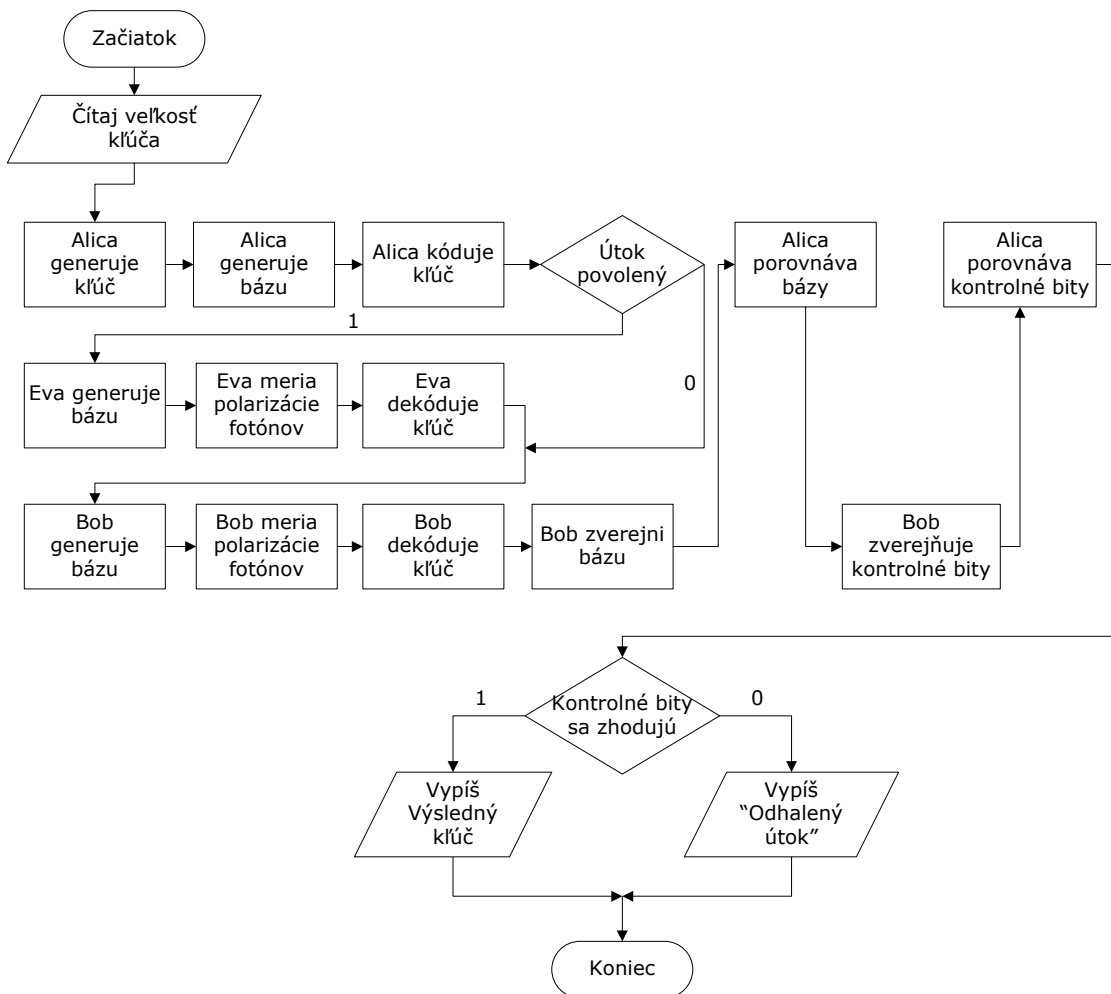 Začiatok
Čítaj veľkosť
kľúča
Alica
generuje
kľúč
Alica
generuje
bázu
Alica kóduje
kľúč
Útok
povolený
Alica
porovnáva
bázy
Alica
porovnáva
kontrolné bity
1
0
Eva generuje
bázu
Eva meria
polarizácie
fotónov
Eva
dekóduje
kľúč
Bob
generuje
bázu
Bob meria
polarizácie
fotónov
Bob
dekóduje
kľúč
Bob zverejni
bázu
Bob
zverejňuje
kontrolné bity
Kontrolné bity
sa zhodujú
1
0
Vypíš
Výsledný
kľúč
Vypíš
“Odhalený
útok”
Koniec